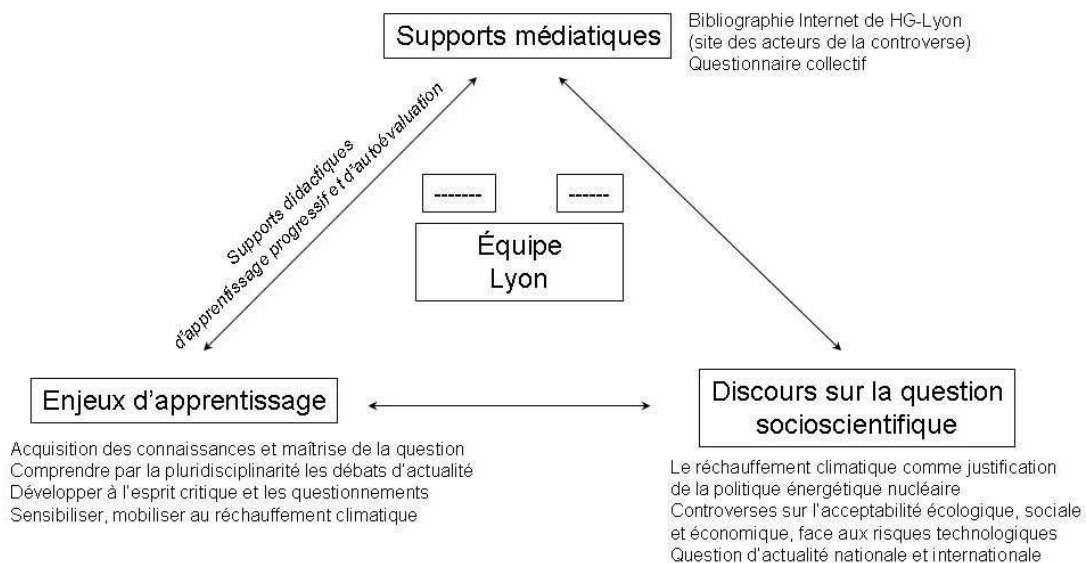 Supports médiatiques
Bibliographie Internet de HG-Lyon
(site des acteurs de la controverse)
Questionnaire collectif
Supports didactiques
d'apprentissage progressif et d'autoévaluation
------- ------
Équipe
Lyon
Enjeux d'apprentissage
Acquisition des connaissances et maîtrise de la question
Comprendre par la pluridisciplinarité les débats d'actualité
Développer à l'esprit critique et les questionnements
Sensibiliser, mobiliser au réchauffement climatique
Discours sur la question
socioscientifique
Le réchauffement climatique comme justification
de la politique énergétique nucléaire
Controverses sur l'acceptabilité écologique, sociale
et économique, face aux risques technologiques
Question d'actualité nationale et internationale